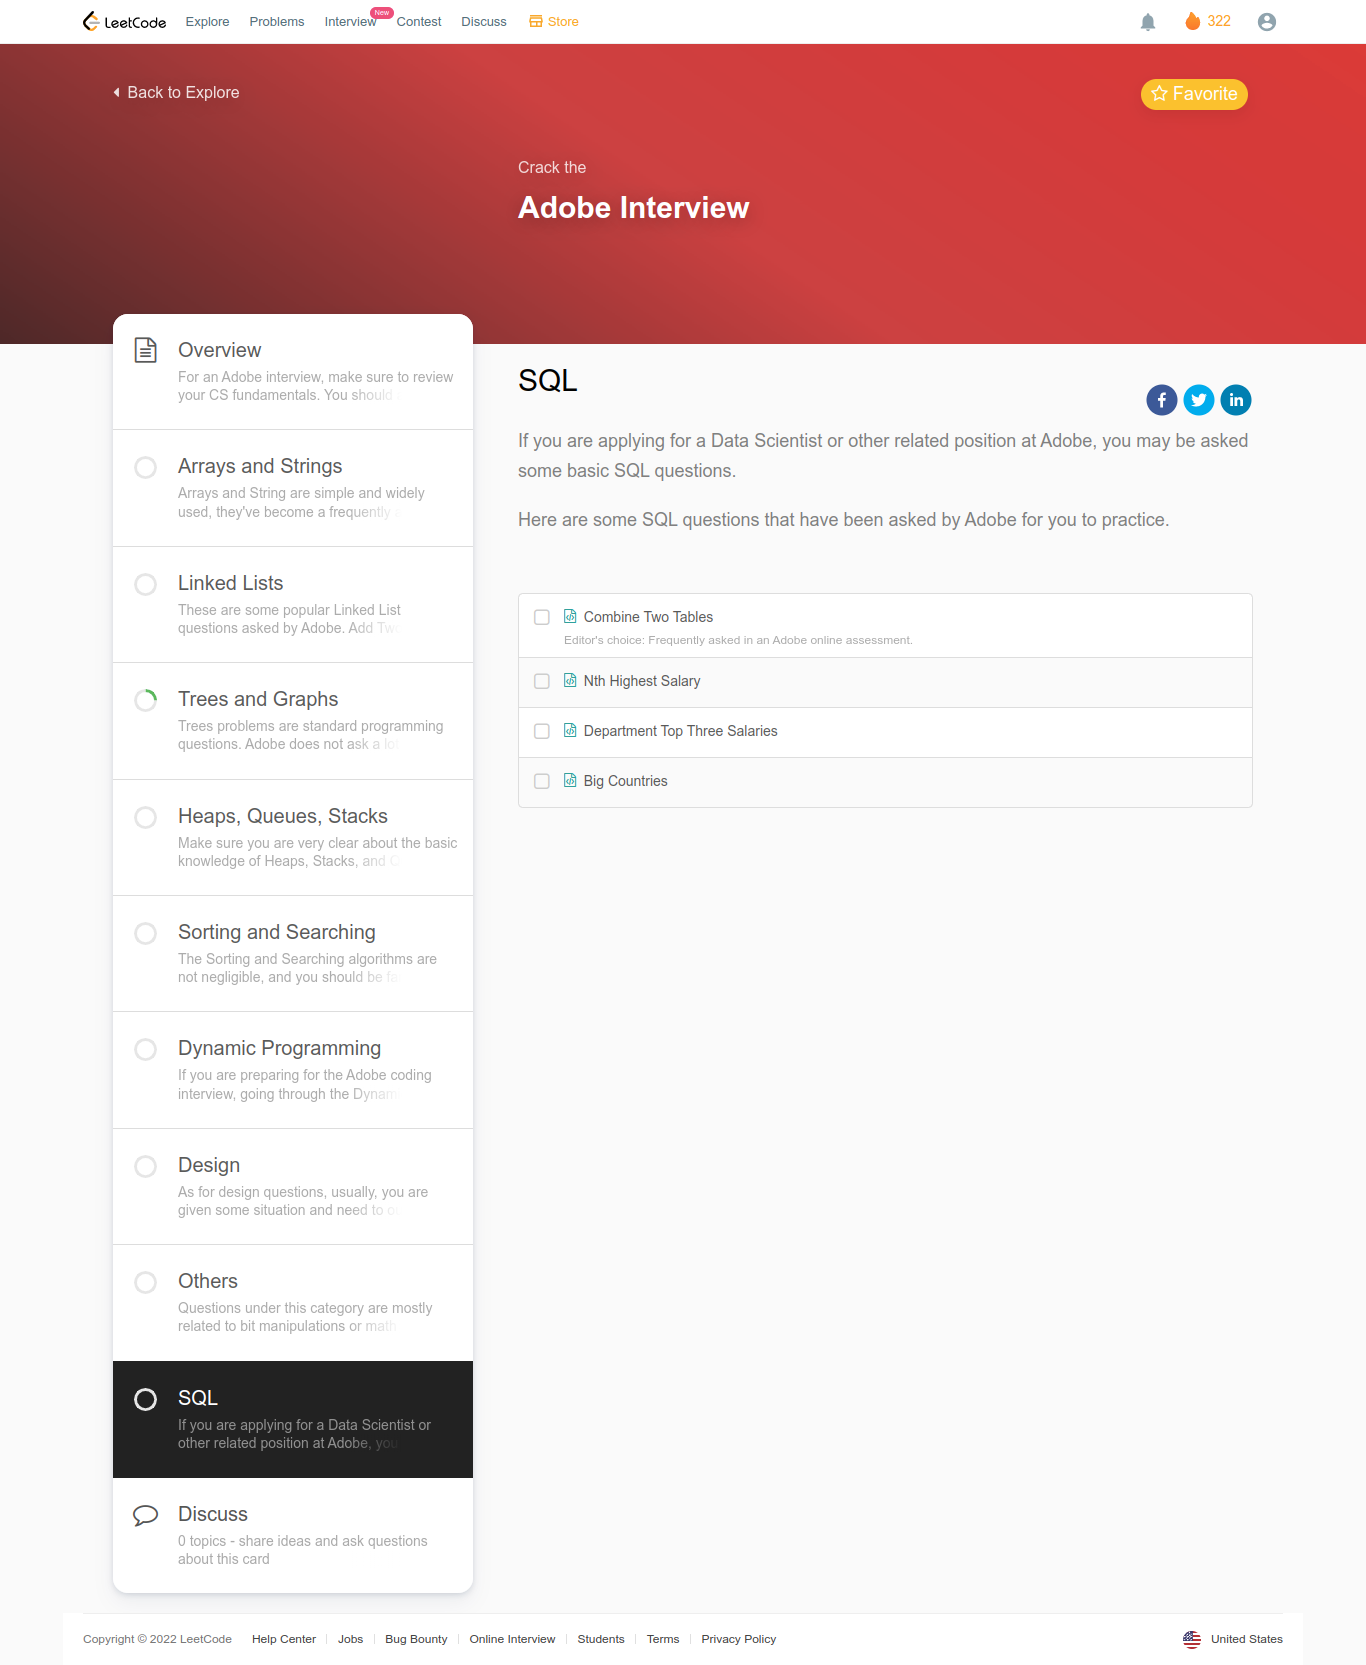 LeetCode Explore Problems Interview New Contest Discuss Store 322
Back to Explore Favorite
Crack the
Adobe Interview
Overview
For an Adobe interview, make sure to review
your CS fundamentals. You should
Arrays and Strings
Arrays and String are simple and widely
used, they've become a frequently
Linked Lists
These are some popular Linked List
questions asked by Adobe. Add Two
Trees and Graphs
Trees problems are standard programming
questions. Adobe does not ask a lot
Heaps, Queues, Stacks
Make sure you are very clear about the basic
knowledge of Heaps, Stacks, and
Sorting and Searching
The Sorting and Searching algorithms are
not negligible, and you should be
Dynamic Programming
If you are preparing for the Adobe coding
interview, going through the Dynam
Design
As for design questions, usually, you are
given some situation and need to
Others
Questions under this category are mostly
related to bit manipulations or math
SQL
If you are applying for a Data Scientist or
other related position at Adobe, you
Discuss
0 topics - share ideas and ask questions
about this card
SQL
If you are applying for a Data Scientist or other related position at Adobe, you may be asked
some basic SQL questions.
Here are some SQL questions that have been asked by Adobe for you to practice.
Combine Two Tables
Editor's choice: Frequently asked in an Adobe online assessment.
Nth Highest Salary
Department Top Three Salaries
Big Countries
Copyright © 2022 LeetCode Help Center Jobs Bug Bounty Online Interview Students Terms Privacy Policy United States